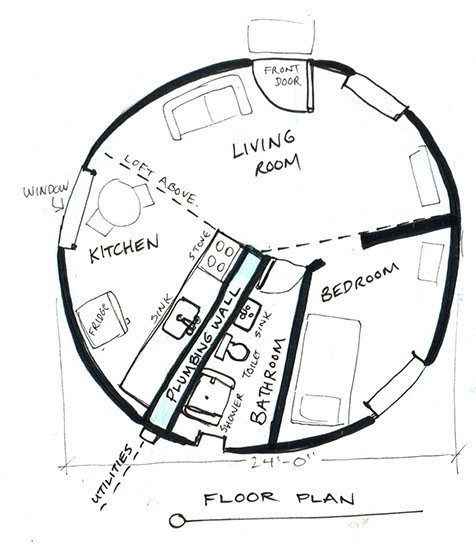 FRONT
DOOR
LIVING
ROOM
LOFT ABOVE.
WINDOW
KITCHEN
STOVE
SINK
FRIDGE
PLUMBING WALL
SINK
TOILET
SHOWER
BATHROOM
BEDROOM
UTILITIES
24'-0"
FLOOR PLAN